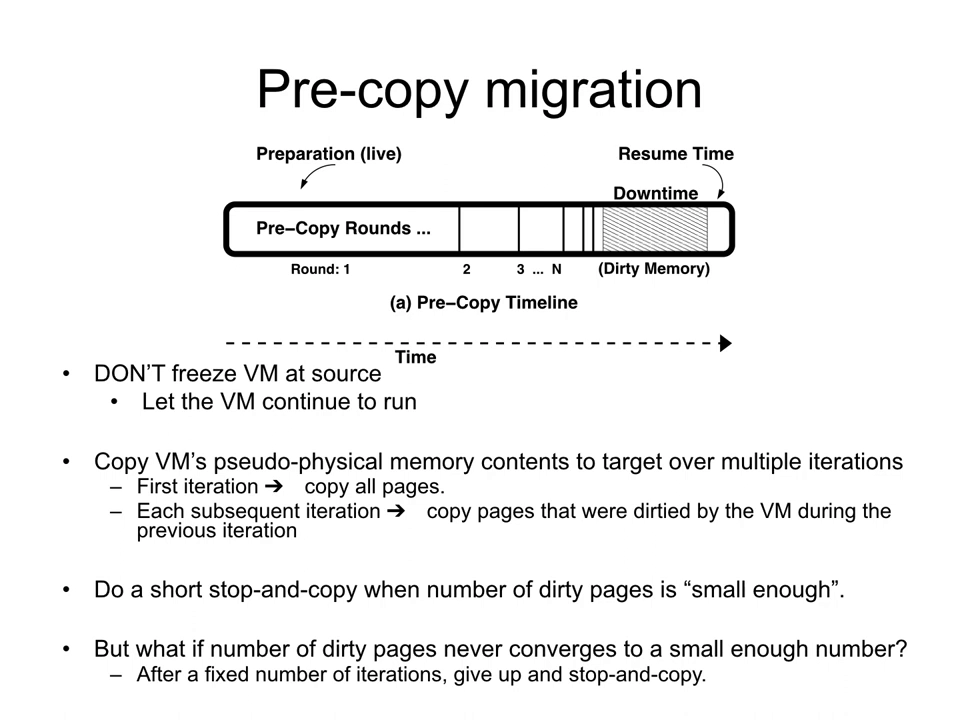 Pre-copy migration
Preparation (live)
Resume Time
Downtime
Pre–Copy Rounds ...
Round: 1 2 3 ... N (Dirty Memory)
(a) Pre–Copy Timeline
Time
• DON’T freeze VM at source
• Let the VM continue to run
• Copy VM’s pseudo-physical memory contents to target over multiple iterations
– First iteration ➔ copy all pages.
– Each subsequent iteration ➔ copy pages that were dirtied by the VM during the
previous iteration
• Do a short stop-and-copy when number of dirty pages is “small enough”.
• But what if number of dirty pages never converges to a small enough number?
– After a fixed number of iterations, give up and stop-and-copy.